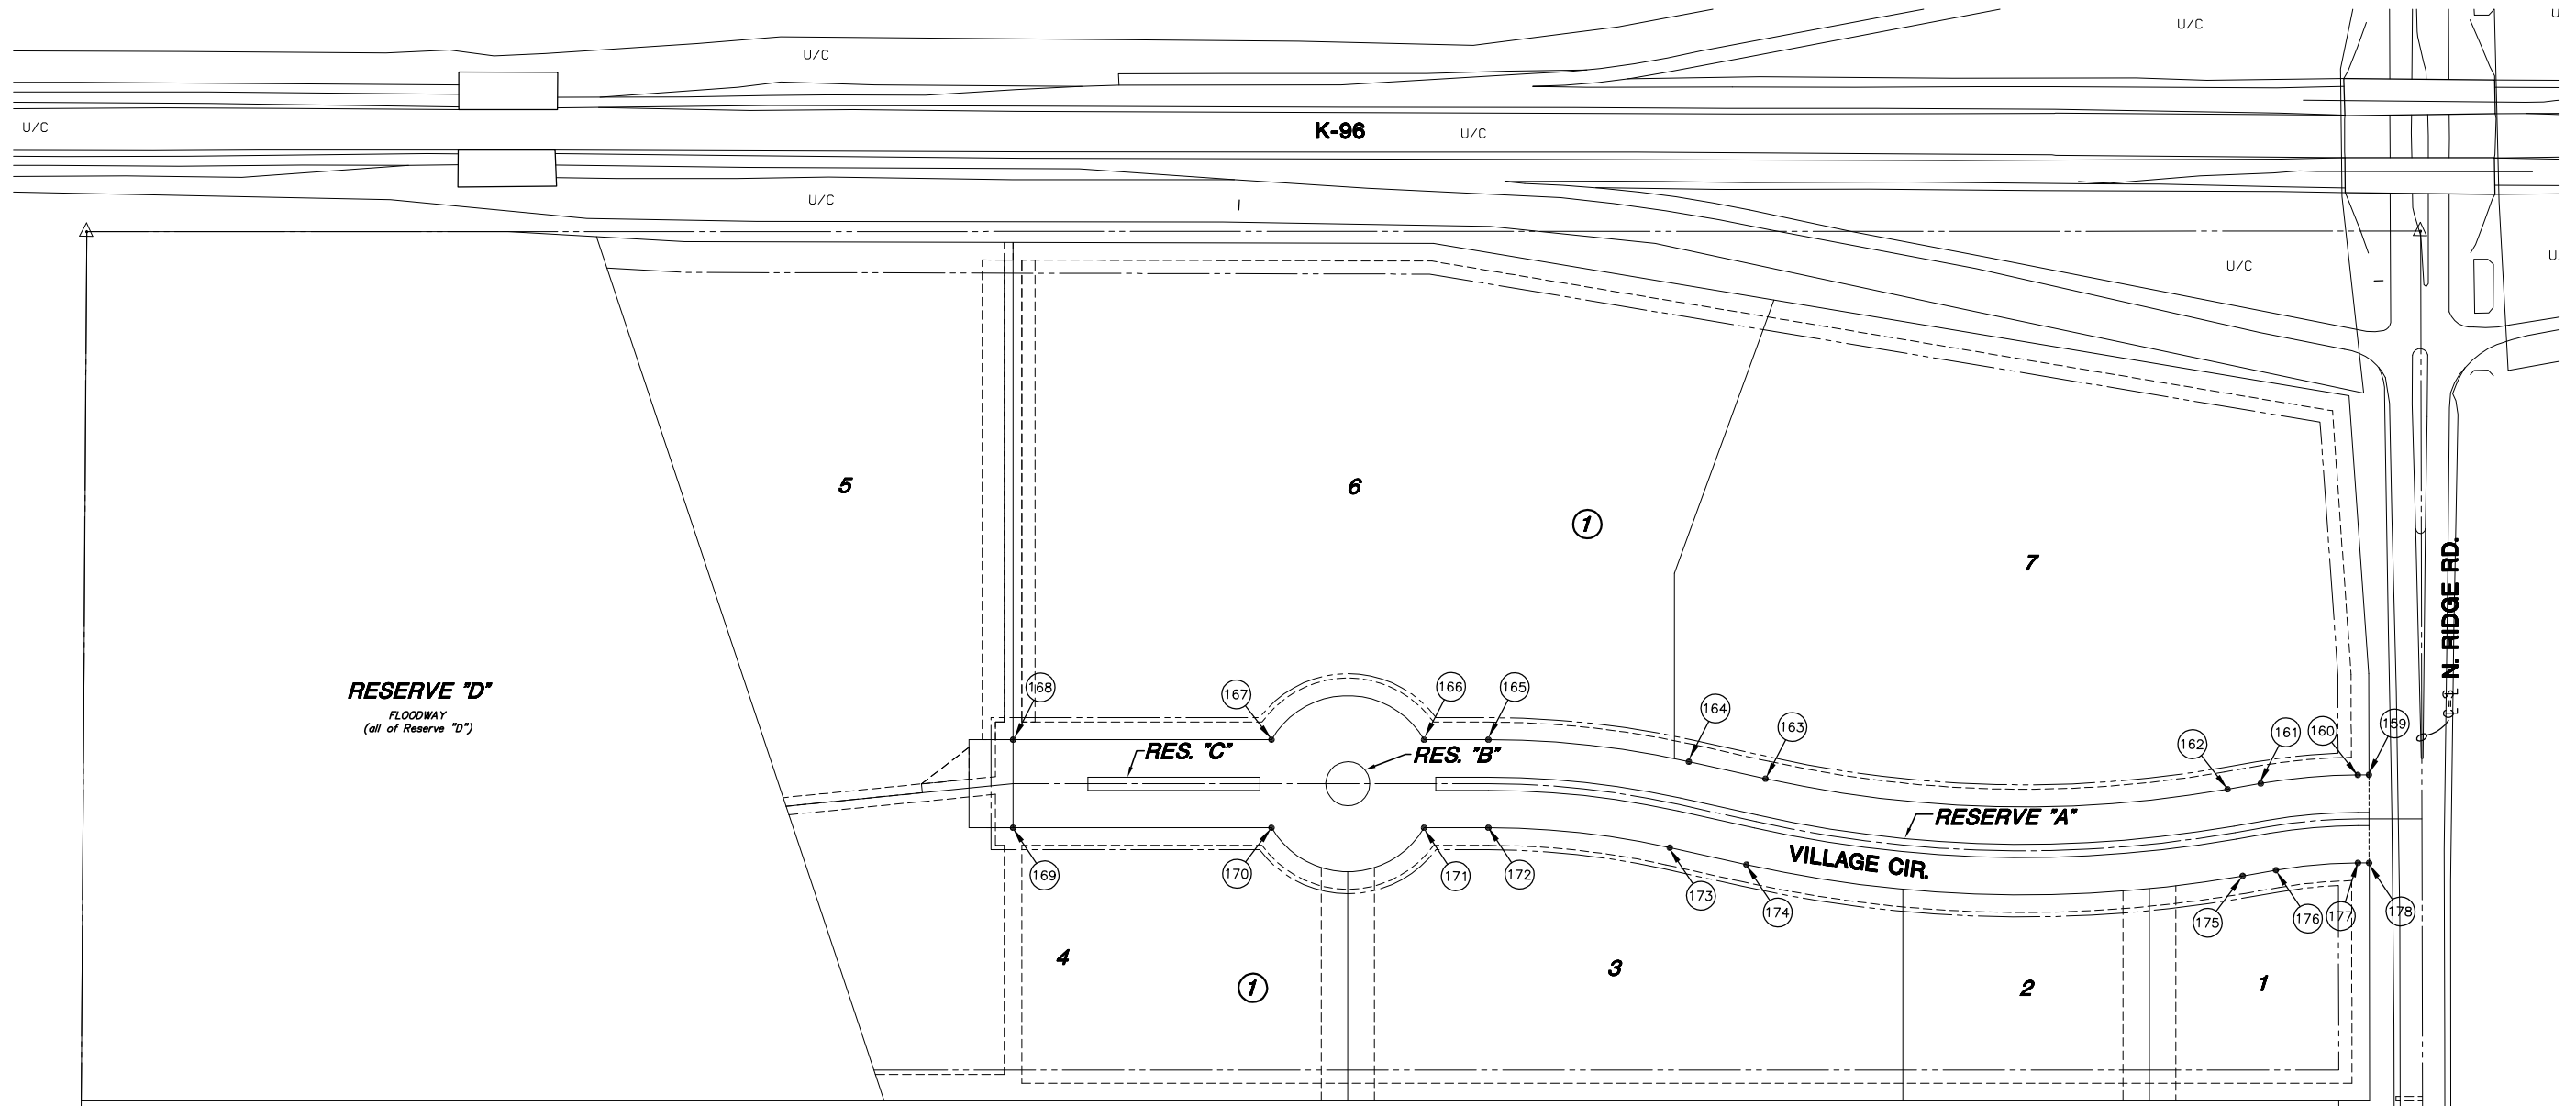 U/C
U/C
U/C
K-96
U/C
U/C
U/C
5
6
1
7
N. RIDGE RD.
RESERVE "D"
FLOODWAY
(all of Reserve "D")
168
167
166
165
164
163
162
161
160
159
RES. "C"
RES. "B"
RESERVE "A"
VILLAGE CIR.
169
170
171
172
173
174
175
176
177
178
4
1
3
2
1